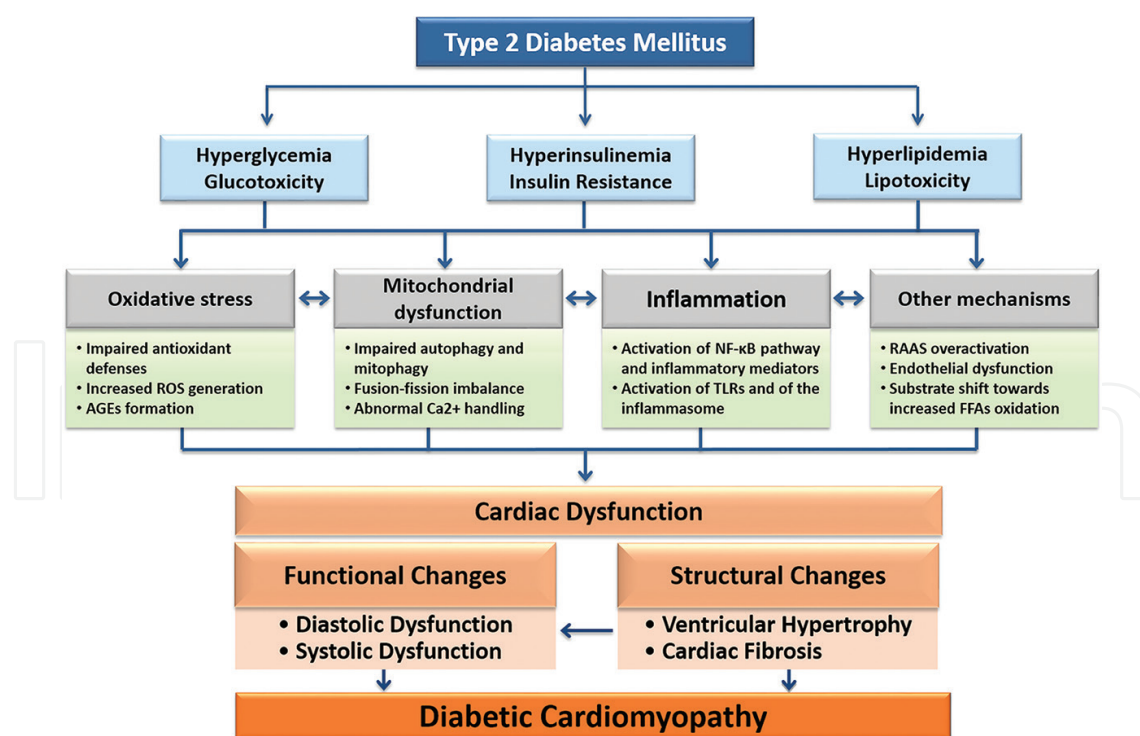 Type 2 Diabetes Mellitus
Hyperglycemia
Glucotoxicity
Hyperinsulinemia
Insulin Resistance
Hyperlipidemia
Lipotoxicity
Oxidative stress
• Impaired antioxidant
defenses
• Increased ROS generation
• AGEs formation
Mitochondrial
dysfunction
• Impaired autophagy and
mitophagy
• Fusion-fission imbalance
• Abnormal Ca2+ handling
Inflammation
• Activation of NF-κB pathway
and inflammatory mediators
• Activation of TLRs and of the
inflammasome
Other mechanisms
• RAAS overactivation
• Endothelial dysfunction
• Substrate shift towards
increased FFAs oxidation
Cardiac Dysfunction
Functional Changes
• Diastolic Dysfunction
• Systolic Dysfunction
Structural Changes
• Ventricular Hypertrophy
• Cardiac Fibrosis
Diabetic Cardiomyopathy